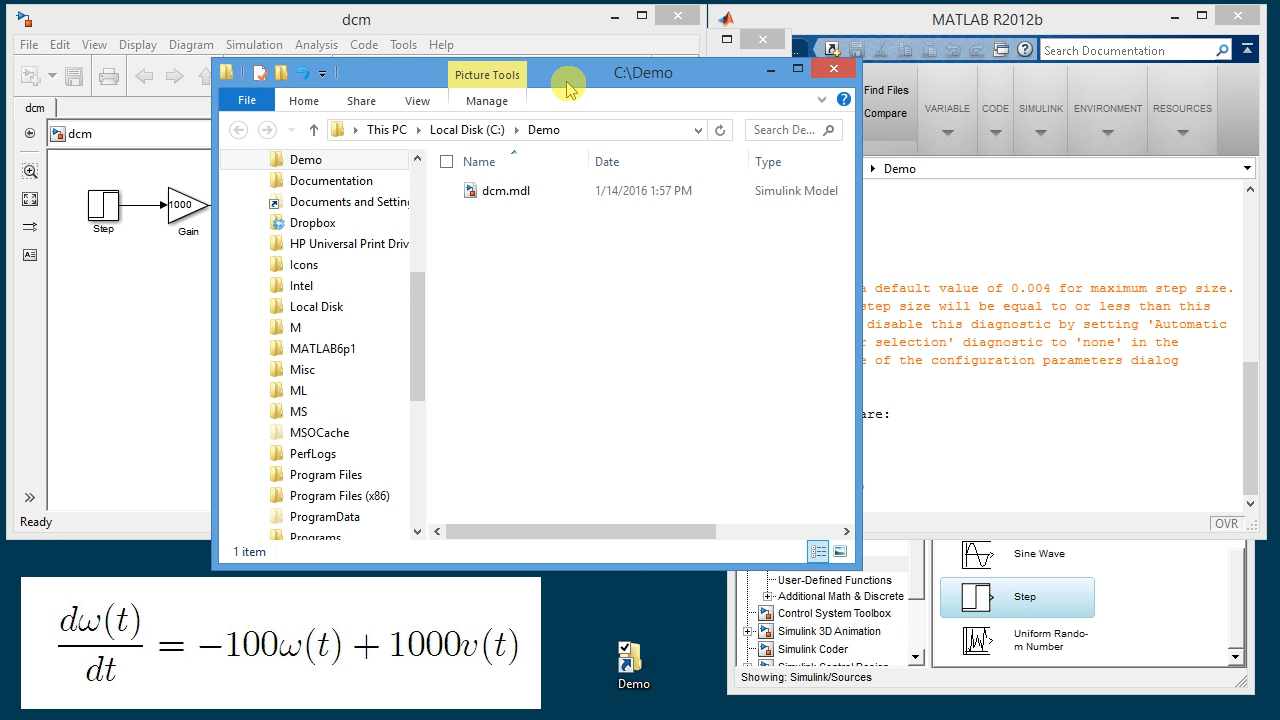 dcm
File Edit View Display Diagram Simulation Analysis Code Tools Help
dcm
dcm
1000
Step
Gain
Ready
MATLAB R2012b
Search Documentation
Find Files
Compare
VARIABLE CODE SIMULINK ENVIRONMENT RESOURCES
Demo
a default value of 0.004 for maximum step size.
step size will be equal to or less than this
disable this diagnostic by setting 'Automatic
selection' diagnostic to 'none' in the
e of the configuration parameters dialog
are:
OVR
Picture Tools
C:\Demo
File Home Share View Manage
This PC Local Disk (C:) Demo
Search De...
Name Date Type
dcm.mdl 1/14/2016 1:57 PM Simulink Model
Demo
Documentation
Documents and Setting
Dropbox
HP Universal Print Driv
Icons
Intel
Local Disk
M
MATLAB6p1
Misc
ML
MS
MSOCache
PerfLogs
Program Files
Program Files (x86)
ProgramData
Programs
1 item
dω(t)/dt = −100ω(t) + 1000v(t)
Demo
User-Defined Functions
Additional Math & Discrete
Control System Toolbox
Simulink 3D Animation
Simulink Coder
Simulink Control Design
Sine Wave
Step
Uniform Rando-
m Number
Showing: Simulink/Sources